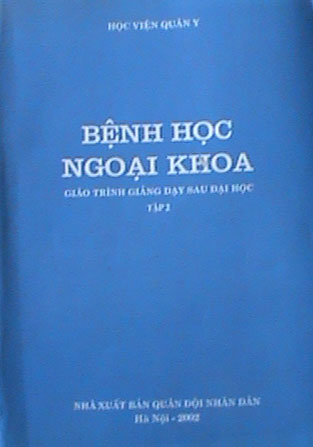 HỌC VIỆN QUÂN Y
BỆNH HỌC
NGOẠI KHOA
GIÁO TRÌNH GIẢNG DẠY SAU ĐẠI HỌC
TẬP 2
NHÀ XUẤT BẢN QUÂN ĐỘI NHÂN DÂN
Hà Nội - 2002